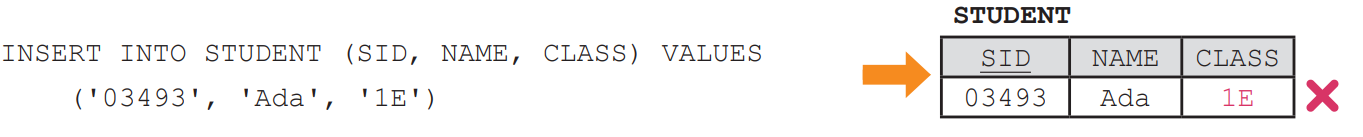 INSERT INTO STUDENT (SID, NAME, CLASS) VALUES
('03493', 'Ada', '1E')
STUDENT
SID NAME CLASS
03493 Ada 1E